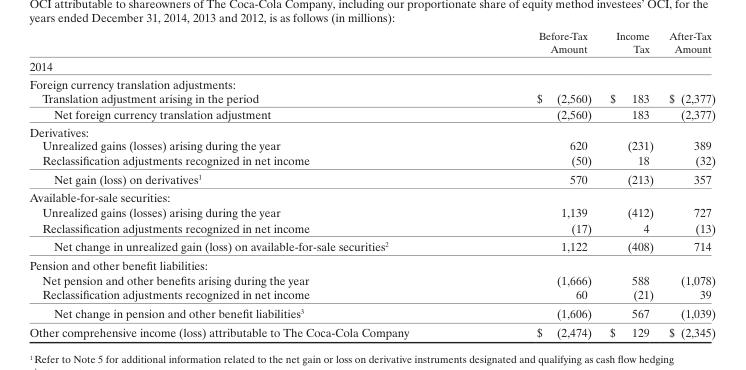 OCI attributable to shareowners of The Coca-Cola Company, including our proportionate share of equity method investees' OCI, for the
years ended December 31, 2014, 2013 and 2012, is as follows (in millions):
Before-Tax Income After-Tax
Amount Tax Amount
2014
Foreign currency translation adjustments:
Translation adjustment arising in the period $ (2,560) $ 183 $ (2,377)
Net foreign currency translation adjustment (2,560) 183 (2,377)
Derivatives:
Unrealized gains (losses) arising during the year 620 (231) 389
Reclassification adjustments recognized in net income (50) 18 (32)
Net gain (loss) on derivatives¹ 570 (213) 357
Available-for-sale securities:
Unrealized gains (losses) arising during the year 1,139 (412) 727
Reclassification adjustments recognized in net income (17) 4 (13)
Net change in unrealized gain (loss) on available-for-sale securities² 1,122 (408) 714
Pension and other benefit liabilities:
Net pension and other benefits arising during the year (1,666) 588 (1,078)
Reclassification adjustments recognized in net income 60 (21) 39
Net change in pension and other benefit liabilities³ (1,606) 567 (1,039)
Other comprehensive income (loss) attributable to The Coca-Cola Company $ (2,474) $ 129 $ (2,345)
¹ Refer to Note 5 for additional information related to the net gain or loss on derivative instruments designated and qualifying as cash flow hedging